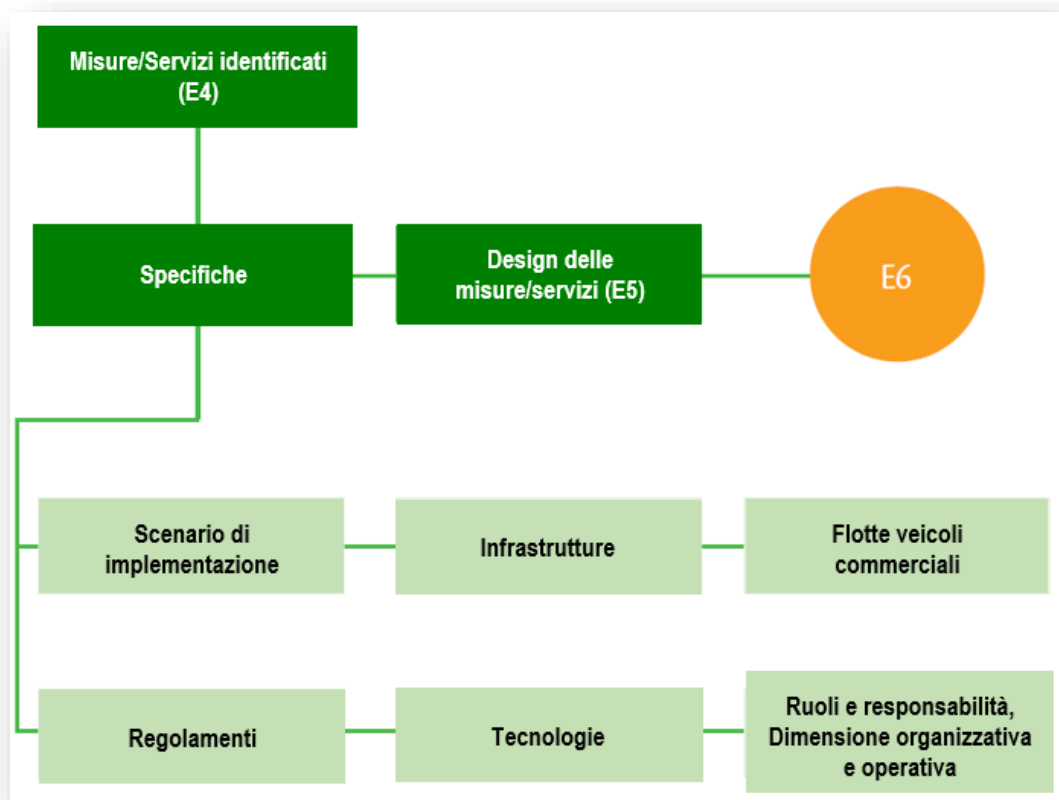 Misure/Servizi identificati
(E4)
Specifiche
Design delle
misure/servizi (E5)
E6
Scenario di
implementazione
Infrastrutture
Flotte veicoli
commerciali
Regolamenti
Tecnologie
Ruoli e responsabilità,
Dimensione organizzativa
e operativa